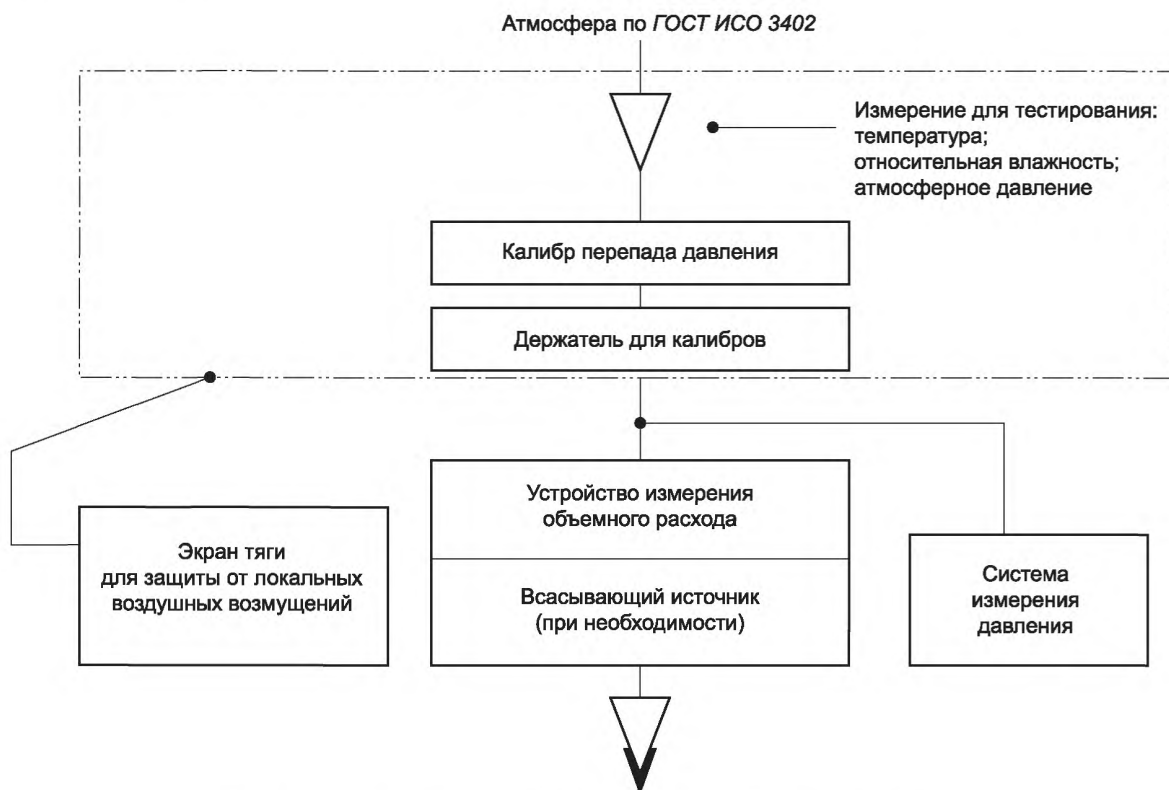 Атмосфера по ГОСТ ИСО 3402
Измерение для тестирования:
температура;
относительная влажность;
атмосферное давление
Калибр перепада давления
Держатель для калибров
Устройство измерения
объемного расхода
Всасывающий источник
(при необходимости)
Экран тяги
для защиты от локальных
воздушных возмущений
Система
измерения
давления